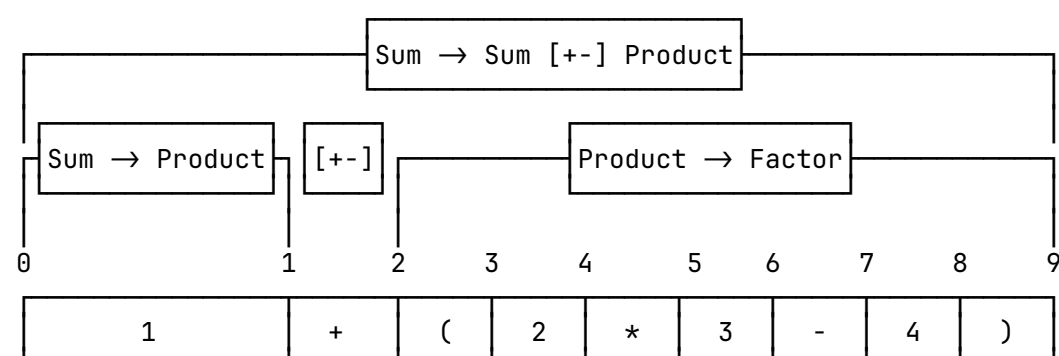 Sum → Sum [+-] Product
Sum → Product [+-] Product → Factor
0 1 2 3 4 5 6 7 8 9
1 + ( 2 * 3 - 4 )